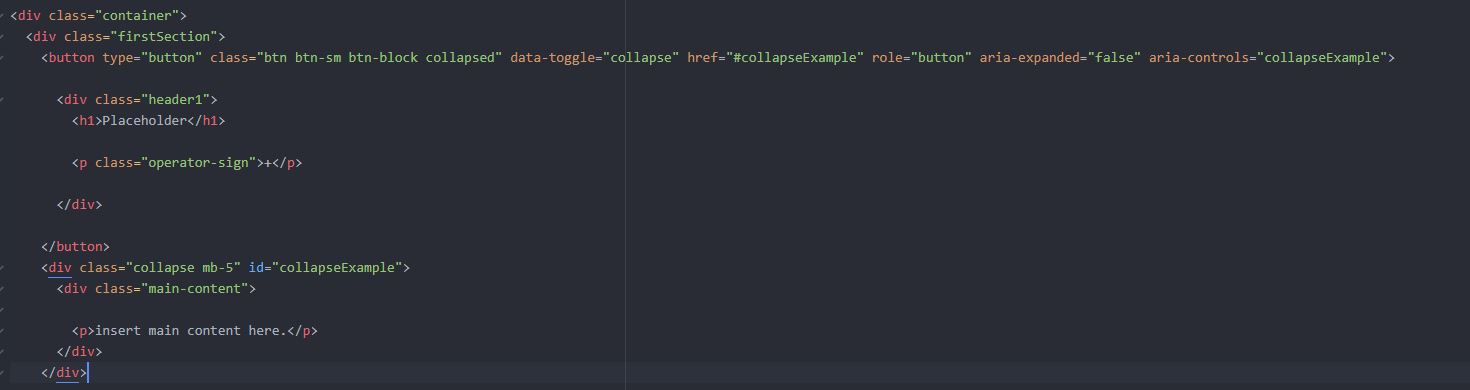 <div class="container">
<div class="firstSection">
<button type="button" class="btn btn-sm btn-block collapsed" data-toggle="collapse" href="#collapseExample" role="button" aria-expanded="false" aria-controls="collapseExample">
<div class="header1">
<h1>Placeholder</h1>
<p class="operator-sign">+</p>
</div>
</button>
<div class="collapse mb-5" id="collapseExample">
<div class="main-content">
<p>insert main content here.</p>
</div>
</div>